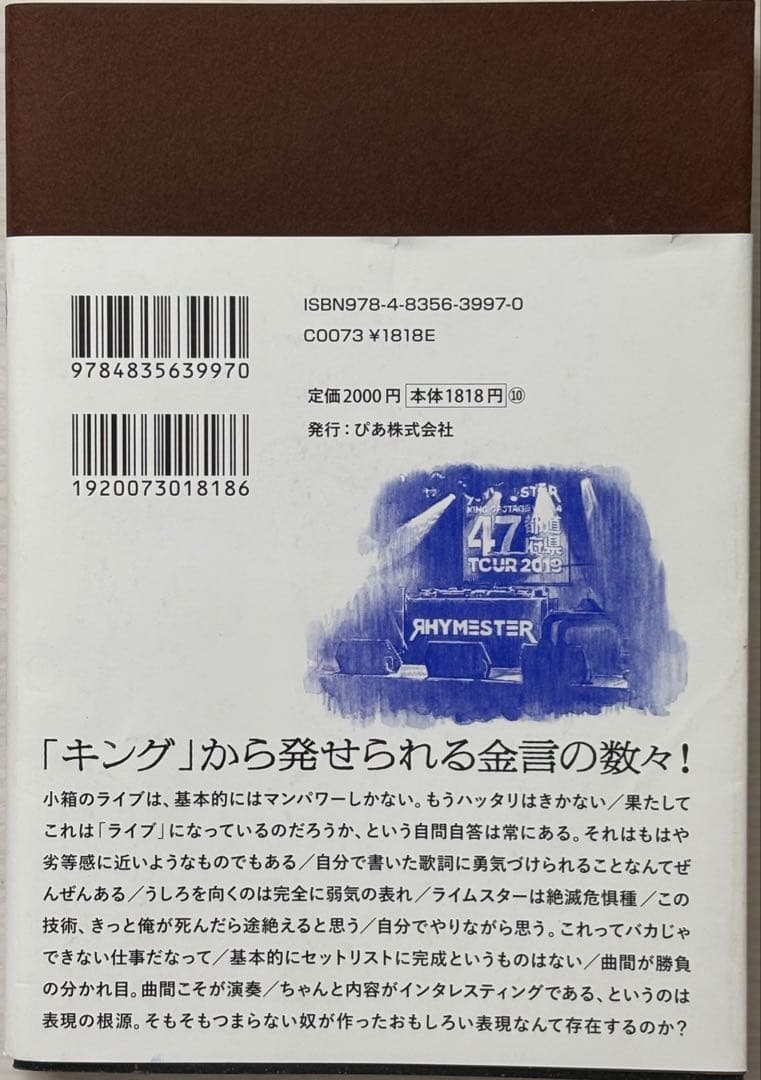 ISBN978-4-8356-3997-0
C0073 ¥1818E
9784835639970
定価2000円 本体1818円⑩
発行：ぴあ株式会社
1920073018186
47都道府県
TOUR 2019
RHYMESTER
「キング」から発せられる金言の数々！
小箱のライブは、基本的にはマンパワーしかない。もうハッタリはきかない／果たして
これは「ライブ」になっているのだろうか、という自問自答は常にある。それはもはや
劣等感に近いようなものでもある／自分で書いた歌詞に勇気づけられることなんてぜ
んぜんある／うしろを向くのは完全に弱気の表れ／ライムスターは絶滅危惧種／この
技術、きっと俺が死んだら途絶えると思う／自分でやりながら思う。これってバカじゃ
できない仕事だなって／基本的にセットリストに完成というものはない／曲間が勝負
の分かれ目。曲間こそが演奏／ちゃんと内容がインタレスティングである、というのは
表現の根源。そもそもつまらない奴が作ったおもしろい表現なんて存在するのか？